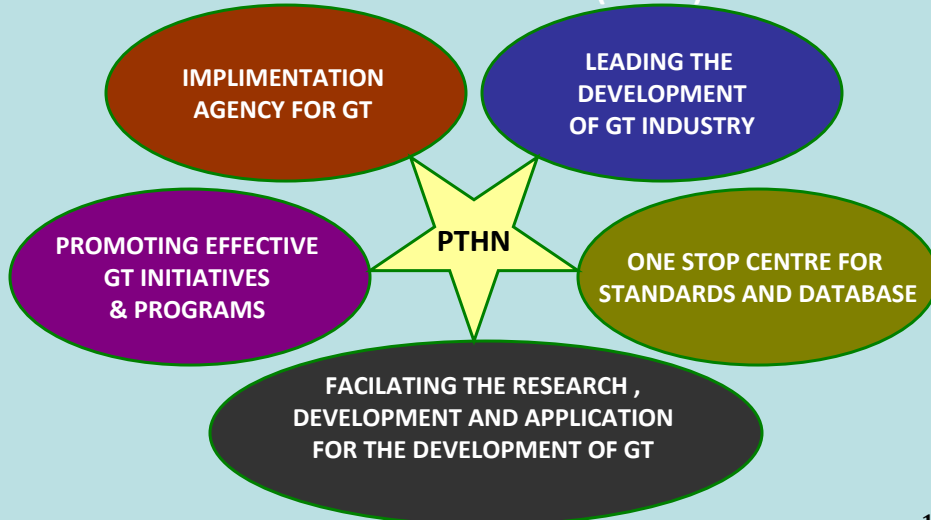 IMPLIMENTATION
AGENCY FOR GT
LEADING THE
DEVELOPMENT
OF GT INDUSTRY
PROMOTING EFFECTIVE
GT INITIATIVES
& PROGRAMS
PTHN
ONE STOP CENTRE FOR
STANDARDS AND DATABASE
FACILATING THE RESEARCH ,
DEVELOPMENT AND APPLICATION
FOR THE DEVELOPMENT OF GT